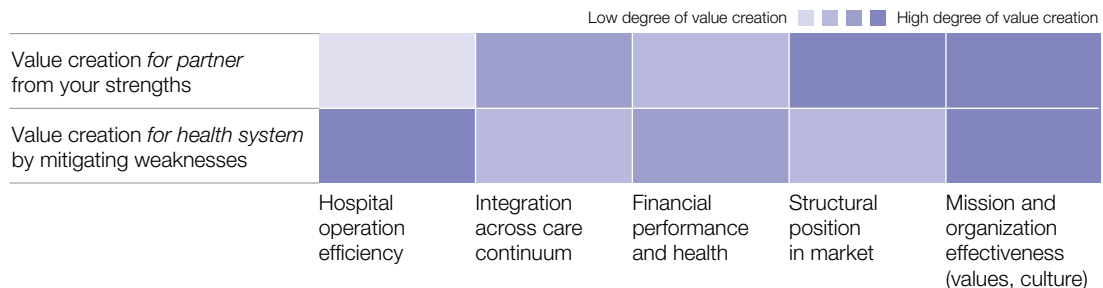 Low degree of value creation High degree of value creation
Value creation for partner
from your strengths
Value creation for health system
by mitigating weaknesses
Hospital
operation
efficiency
Integration
across care
continuum
Financial
performance
and health
Structural
position
in market
Mission and
organization
effectiveness
(values, culture)